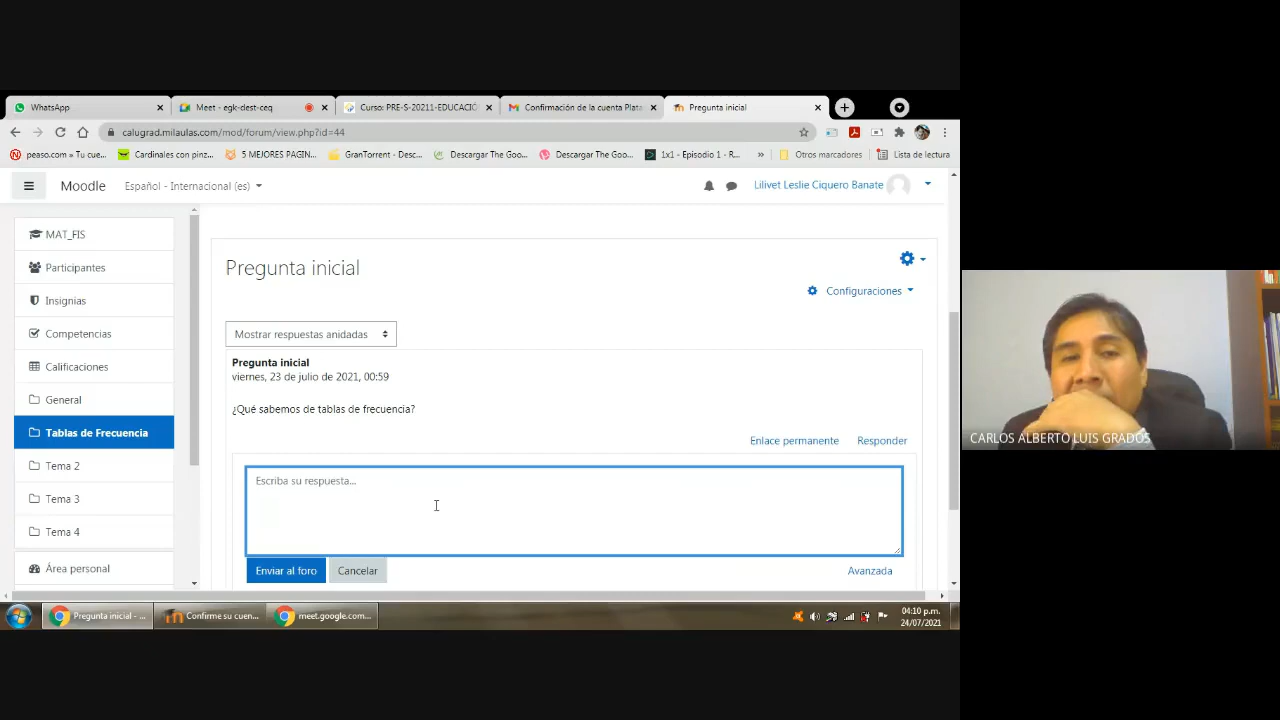 WhatsApp
Meet - egk-dest-ceq
Curso: PRE-S-20211-EDUCACIÓ
Confirmación de la cuenta Plata
Pregunta inicial
calugrad.milaulas.com/mod/forum/view.php?id=44
peaso.com » Tu cue...
Cardinales con pinz...
5 MEJORES PAGIN...
GranTorrent - Desc...
Descargar The Goo...
Descargar The Goo...
1x1 - Episodio 1 - R...
»
Otros marcadores
Lista de lectura
Moodle
Español - Internacional (es)
Lilivet Leslie Ciquero Banate
MAT_FIS
Participantes
Insignias
Competencias
Calificaciones
General
Tablas de Frecuencia
Tema 2
Tema 3
Tema 4
Área personal
Pregunta inicial
Configuraciones
Mostrar respuestas anidadas
Pregunta inicial
viernes, 23 de julio de 2021, 00:59
¿Qué sabemos de tablas de frecuencia?
Enlace permanente
Responder
Escriba su respuesta...
Enviar al foro
Cancelar
Avanzada
CARLOS ALBERTO LUIS GRADOS
Pregunta inicial - ...
Confirme su cuen...
meet.google.com...
04:10 p.m.
24/07/2021